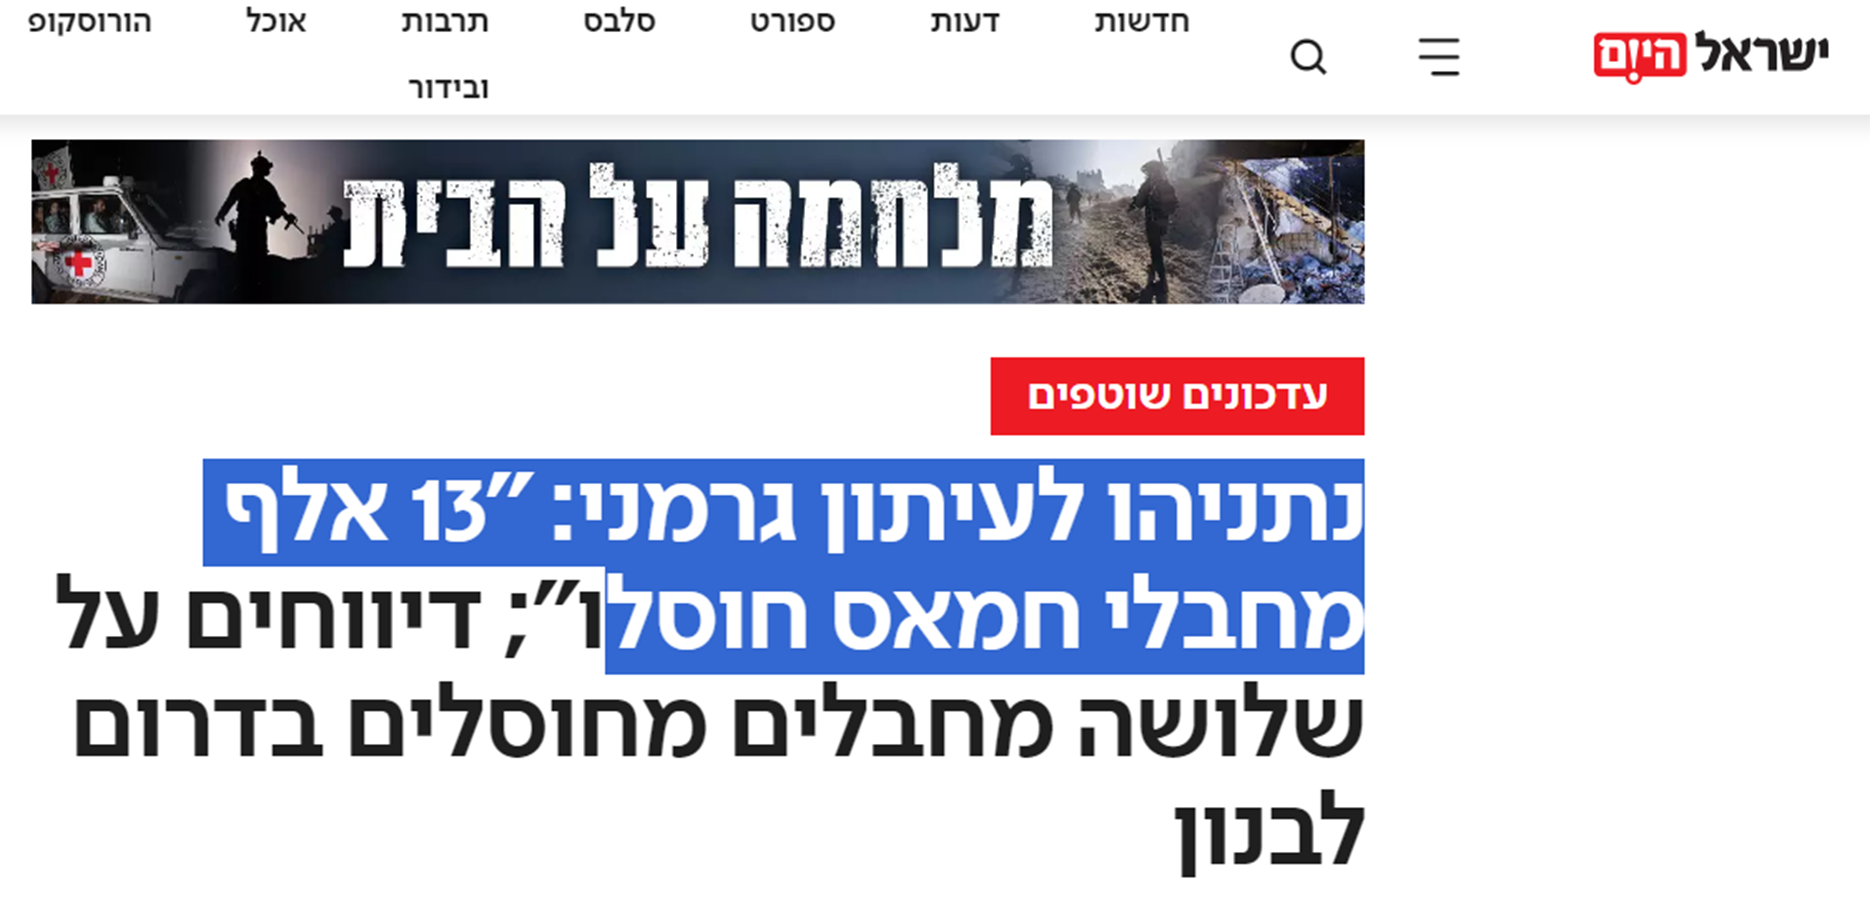 ישראל היום
חדשות דעות ספורט סלבס תרבות ובידור אוכל הורוסקופ
מלחמה על הבית
עדכונים שוטפים
נתניהו לעיתון גרמני: "13 אלף
מחבלי חמאס חוסלו"; דיווחים על
שלושה מחבלים מחוסלים בדרום
לבנון